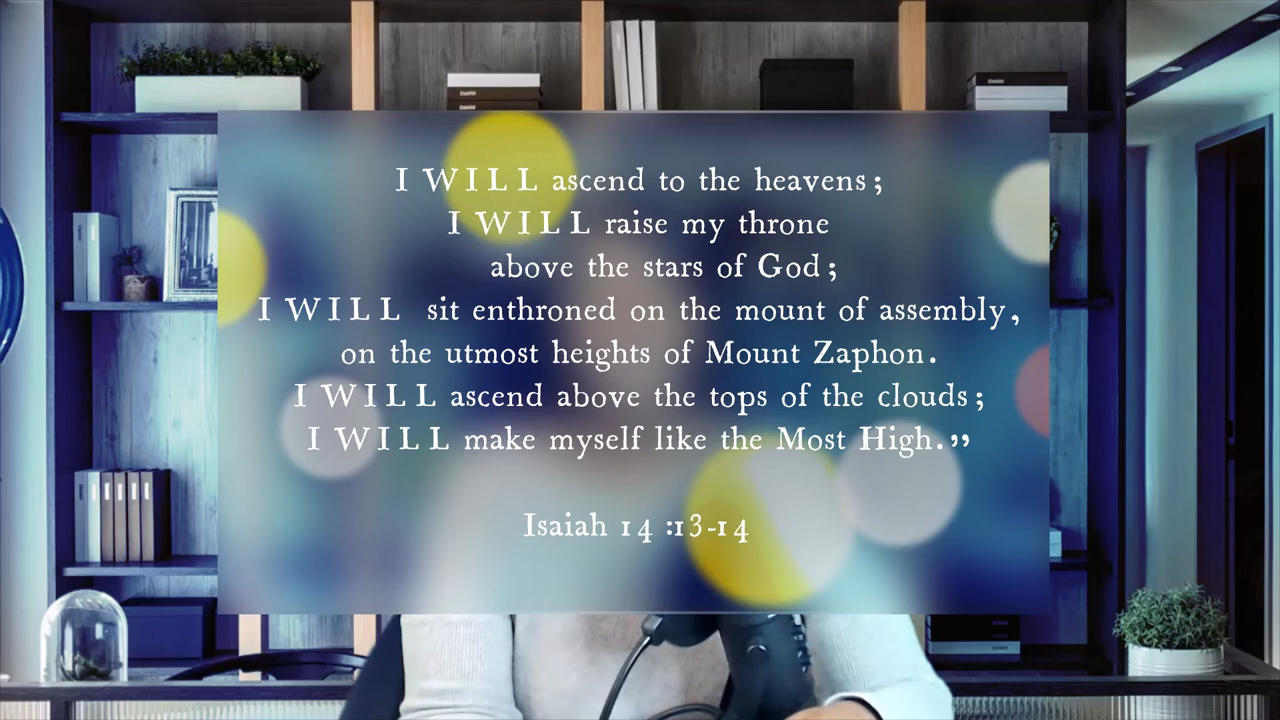 I WILL ascend to the heavens;
I WILL raise my throne
above the stars of God;
I WILL sit enthroned on the mount of assembly,
on the utmost heights of Mount Zaphon.
I WILL ascend above the tops of the clouds;
I WILL make myself like the Most High.”
Isaiah 14 :13-14